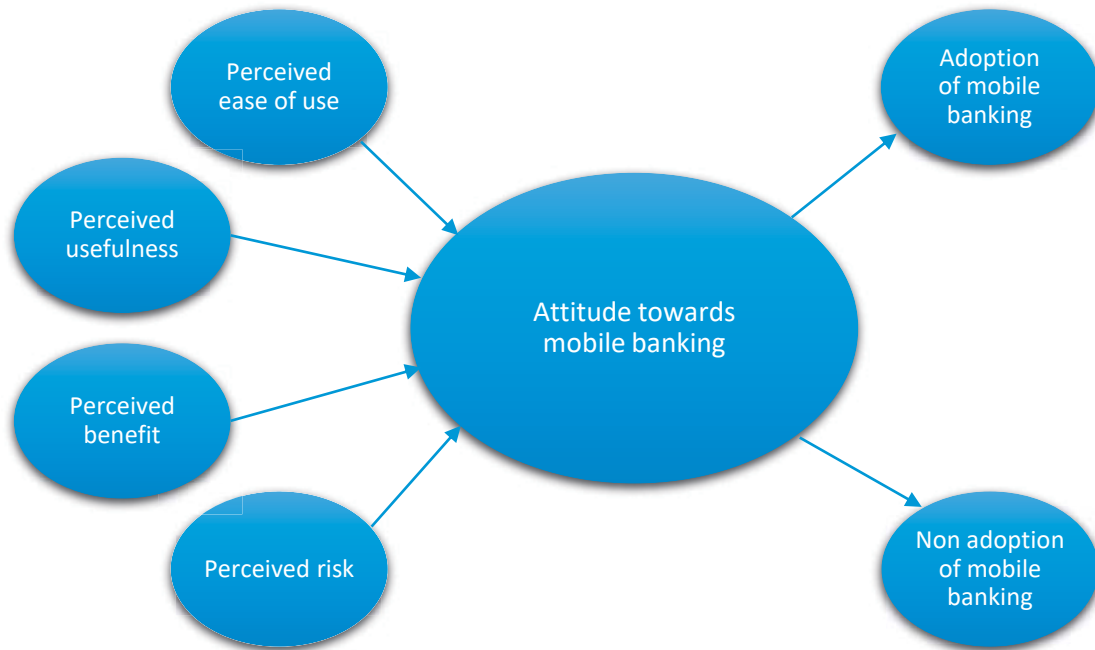 Perceived
ease of use
Perceived
usefulness
Perceived
benefit
Perceived risk
Attitude towards
mobile banking
Adoption
of mobile
banking
Non adoption
of mobile
banking